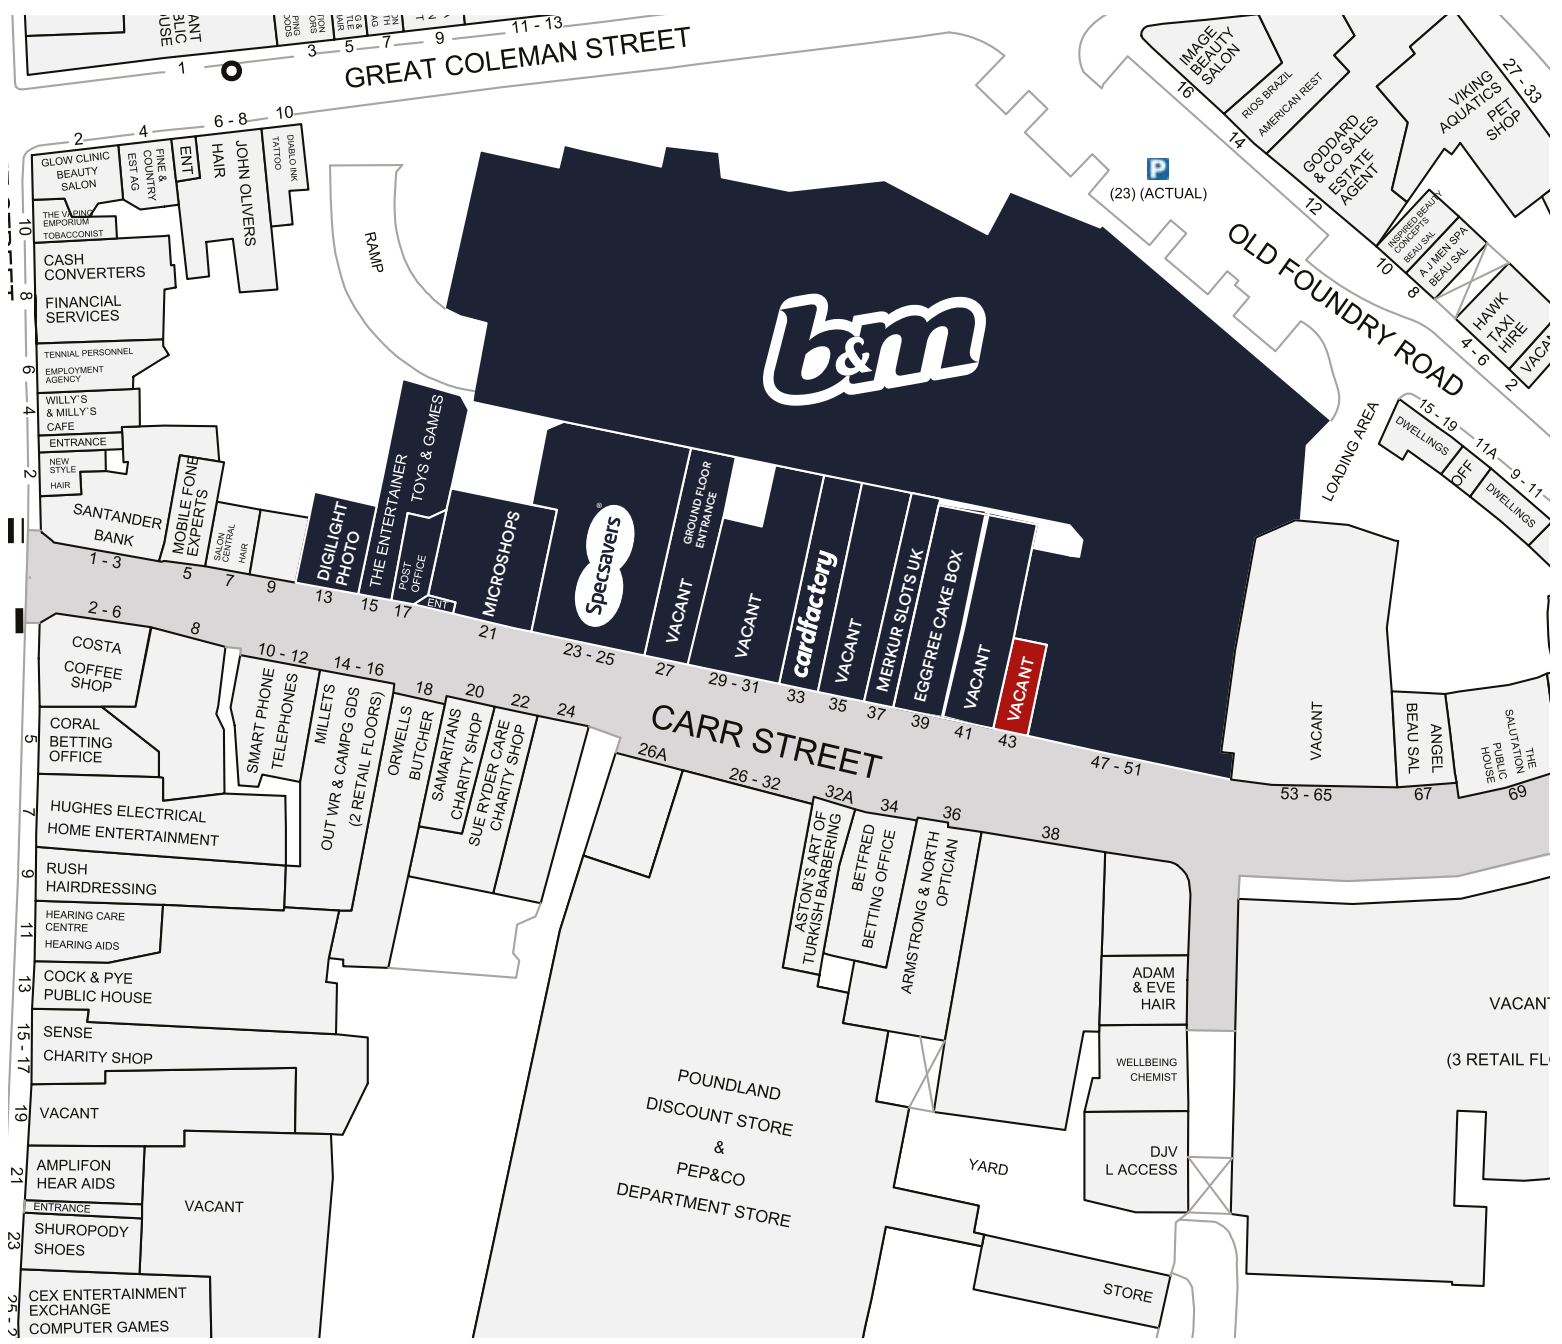 ANT
BLIC
USE
3
5
7
9
11 - 13
1
GREAT COLEMAN STREET
2
4
6 - 8
10
GLOW CLINIC
BEAUTY
SALON
FINE &
COUNTRY
EST AG
ENT
JOHN OLIVERS
HAIR
DIABLO INK
TATTOO
THE VAPING
EMPORIUM
TOBACCONIST
10
CASH
CONVERTERS
FINANCIAL
SERVICES
8
TENNIAL PERSONNEL
EMPLOYMENT
AGENCY
6
WILLY`S
& MILLY`S
CAFE
4
ENTRANCE
NEW
STYLE
HAIR
2
SANTANDER
BANK
1 - 3
MOBILE FONE
EXPERTS
5
SALON
CENTRAL
HAIR
7
9
RAMP
DIGILIGHT
PHOTO
13
THE ENTERTAINER
TOYS & GAMES
15
POST
OFFICE
ENT
17
MICROSHOPS
21
Specsavers
®
23 - 25
GROUND FLOOR
ENTRANCE
VACANT
27
VACANT
29 - 31
cardfactory
33
VACANT
35
MERKUR SLOTS UK
37
EGGFREE CAKE BOX
39
VACANT
41
VACANT
43
47 - 51
b&m
P
(23) (ACTUAL)
IMAGE
BEAUTY
SALON
16
RIOS BRAZIL
AMERICAN REST
14
GODDARD
& CO SALES
ESTATE
AGENT
12
VIKING
AQUATICS
PET
SHOP
27 - 33
INSPIRED BEAUTY
CONCEPTS
BEAU SAL
10
A J MEN SPA
BEAU SAL
8
HAWK
TAXI
HIRE
4 - 6
VACAN
2
OLD FOUNDRY ROAD
LOADING AREA
15 - 19
DWELLINGS
11A
OFF
9 - 11
DWELLINGS
VACANT
53 - 65
ANGEL
BEAU SAL
67
THE
SALUTATION
PUBLIC
HOUSE
69
CARR STREET
2 - 6
COSTA
COFFEE
SHOP
8
10 - 12
SMART PHONE
TELEPHONES
14 - 16
MILLETS
OUT WR & CAMPG GDS
(2 RETAIL FLOORS)
18
ORWELLS
BUTCHER
20
SAMARITANS
CHARITY SHOP
22
SUE RYDER CARE
CHARITY SHOP
24
26A
26 - 32
32A
ASTON`S ART OF
TURKISH BARBERING
34
BETFRED
BETTING OFFICE
36
ARMSTRONG & NORTH
OPTICIAN
38
CORAL
BETTING
OFFICE
5
HUGHES ELECTRICAL
HOME ENTERTAINMENT
7
RUSH
HAIRDRESSING
9
HEARING CARE
CENTRE
HEARING AIDS
11
COCK & PYE
PUBLIC HOUSE
13
SENSE
CHARITY SHOP
15 - 17
VACANT
19
AMPLIFON
HEAR AIDS
21
ENTRANCE
SHUROPODY
SHOES
23
VACANT
CEX ENTERTAINMENT
EXCHANGE
COMPUTER GAMES
25 - 2
POUNDLAND
DISCOUNT STORE
&
PEP&CO
DEPARTMENT STORE
ADAM
& EVE
HAIR
WELLBEING
CHEMIST
DJV
L ACCESS
YARD
STORE
VACANT
(3 RETAIL FLO